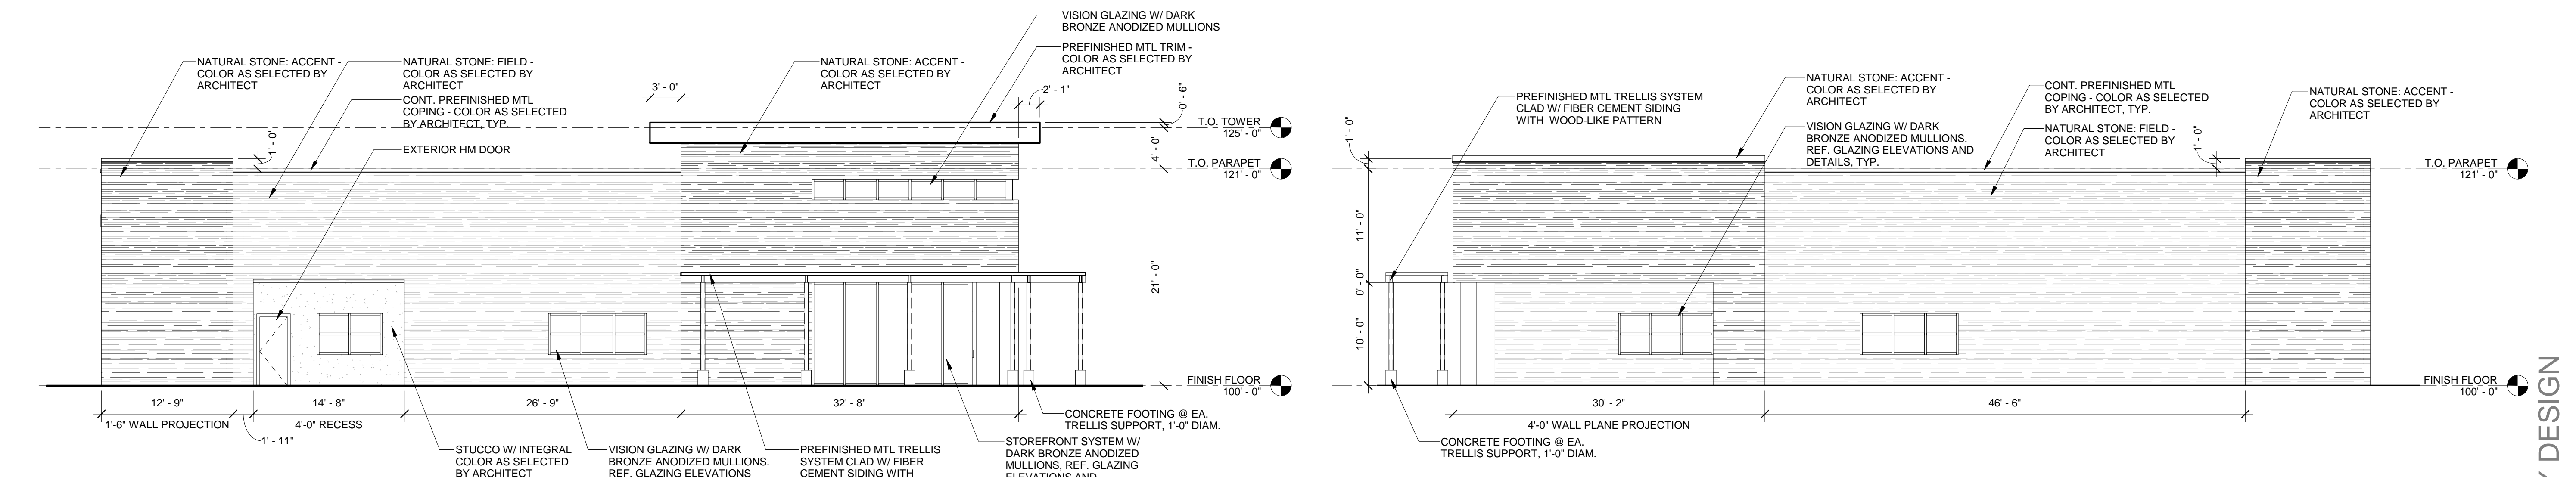 VISION GLAZING W/ DARK
BRONZE ANODIZED MULLIONS
PREFINISHED MTL TRIM -
COLOR AS SELECTED BY
ARCHITECT
NATURAL STONE: ACCENT -
COLOR AS SELECTED BY
ARCHITECT
NATURAL STONE: FIELD -
COLOR AS SELECTED BY
ARCHITECT
CONT. PREFINISHED MTL
COPING - COLOR AS SELECTED
BY ARCHITECT, TYP.
EXTERIOR HM DOOR
NATURAL STONE: ACCENT -
COLOR AS SELECTED BY
ARCHITECT
3' - 0"
2' - 1"
0' - 6"
1' - 0"
4' - 0"
21' - 0"
T.O. TOWER
125' - 0"
T.O. PARAPET
121' - 0"
FINISH FLOOR
100' - 0"
12' - 9"
14' - 8"
26' - 9"
32' - 8"
1'-6" WALL PROJECTION
4'-0" RECESS
1' - 11"
CONCRETE FOOTING @ EA.
TRELLIS SUPPORT, 1'-0" DIAM.
STUCCO W/ INTEGRAL
COLOR AS SELECTED
BY ARCHITECT
VISION GLAZING W/ DARK
BRONZE ANODIZED MULLIONS.
REF. GLAZING ELEVATIONS
PREFINISHED MTL TRELLIS
SYSTEM CLAD W/ FIBER
CEMENT SIDING WITH
STOREFRONT SYSTEM W/
DARK BRONZE ANODIZED
MULLIONS, REF. GLAZING
ELEVATIONS AND
PREFINISHED MTL TRELLIS SYSTEM
CLAD W/ FIBER CEMENT SIDING
WITH WOOD-LIKE PATTERN
NATURAL STONE: ACCENT -
COLOR AS SELECTED BY
ARCHITECT
VISION GLAZING W/ DARK
BRONZE ANODIZED MULLIONS.
REF. GLAZING ELEVATIONS AND
DETAILS, TYP.
CONT. PREFINISHED MTL
COPING - COLOR AS SELECTED
BY ARCHITECT, TYP.
NATURAL STONE: FIELD -
COLOR AS SELECTED BY
ARCHITECT
NATURAL STONE: ACCENT -
COLOR AS SELECTED BY
ARCHITECT
1' - 0"
1' - 0"
11' - 0"
0' - 0"
10' - 0"
T.O. PARAPET
121' - 0"
FINISH FLOOR
100' - 0"
30' - 2"
46' - 6"
4'-0" WALL PLANE PROJECTION
CONCRETE FOOTING @ EA.
TRELLIS SUPPORT, 1'-0" DIAM.
DESIGN